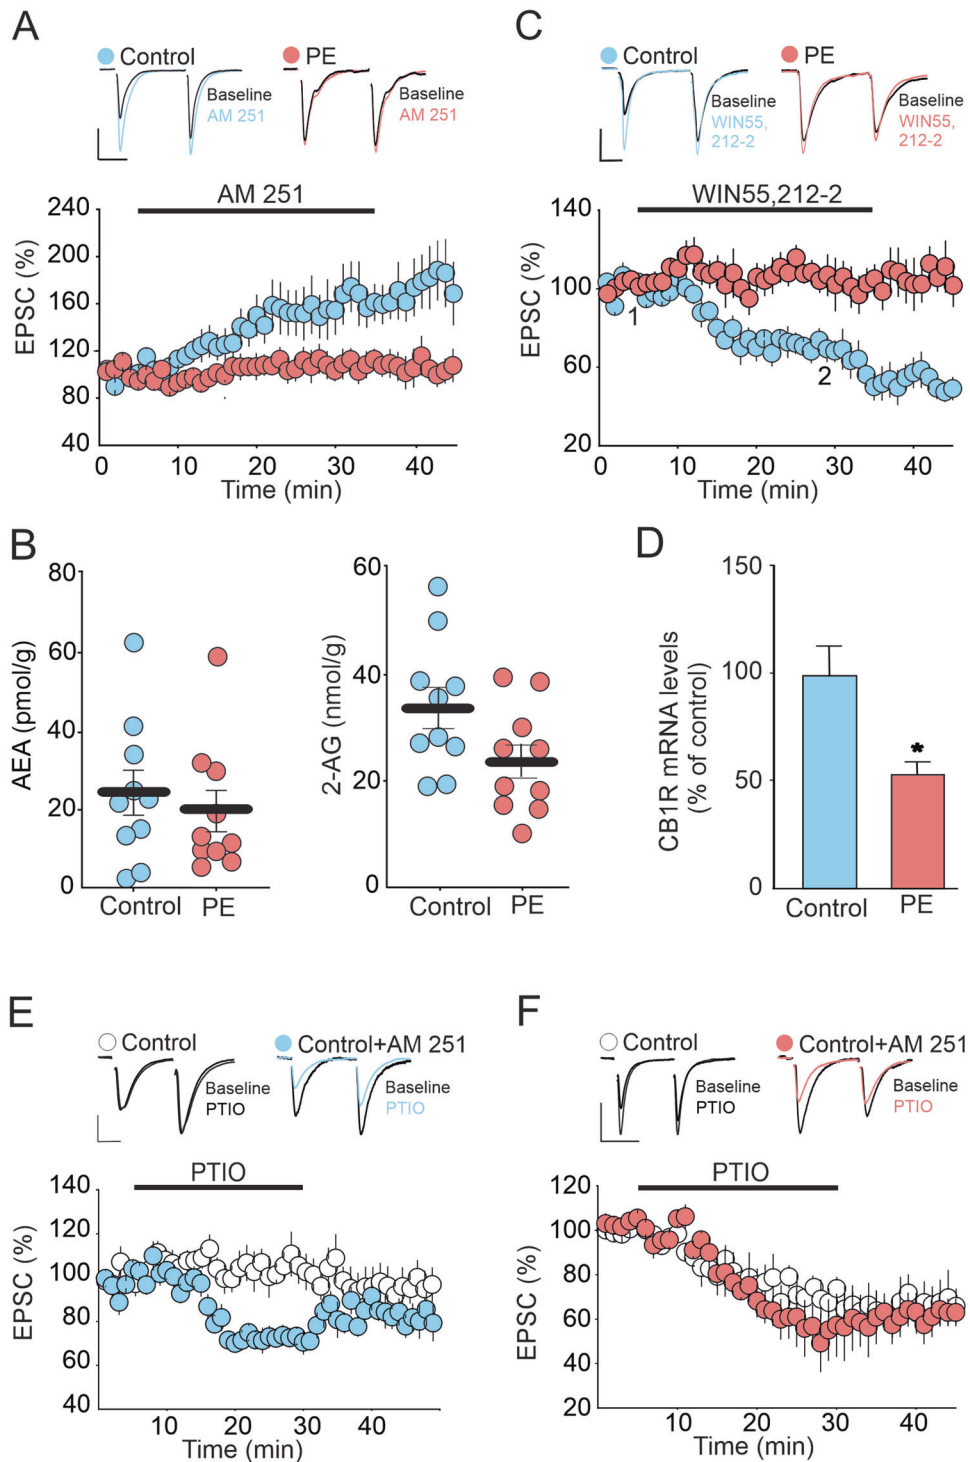 A
Control
PE
Baseline
AM 251
Baseline
AM 251
AM 251
EPSC (%)
240
200
160
120
80
40
0
10
20
30
40
Time (min)
C
Control
PE
Baseline
WIN55,
212-2
Baseline
WIN55,
212-2
WIN55,212-2
EPSC (%)
140
100
60
20
1
2
0
10
20
30
40
Time (min)
B
AEA (pmol/g)
80
60
40
20
0
Control
PE
2-AG (nmol/g)
60
40
20
0
Control
PE
D
CB1R mRNA levels
(% of control)
150
100
50
0
*
Control
PE
E
Control
Control+AM 251
Baseline
PTIO
Baseline
PTIO
PTIO
EPSC (%)
140
120
100
80
60
40
10
20
30
40
Time (min)
F
Control
Control+AM 251
Baseline
PTIO
Baseline
PTIO
PTIO
EPSC (%)
120
100
80
60
40
20
0
10
20
30
40
Time (min)